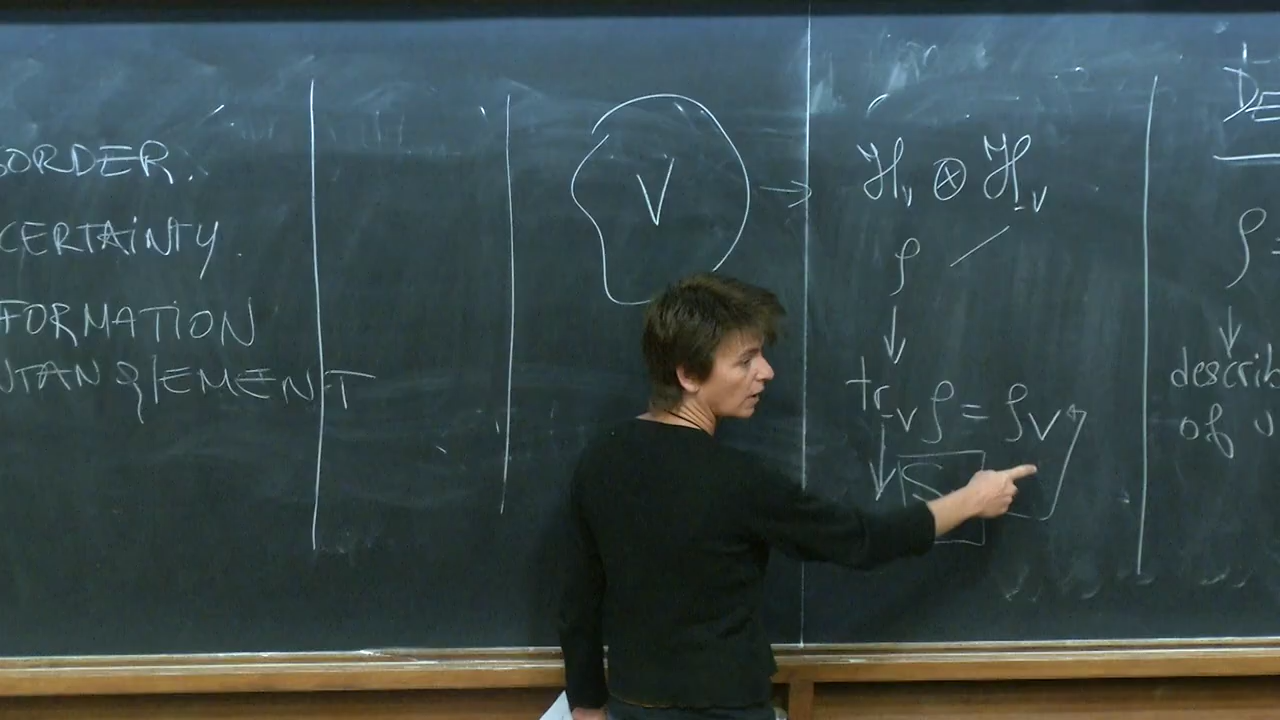 ORDER.
CERTAINTY.
FORMATION
NTANGlEMENT
V →
ℋ_V ⊗ ℋ_-V
ρ
↓
tr_-V ρ = ρ_V
↓ S
ρ =
↓
describ
of